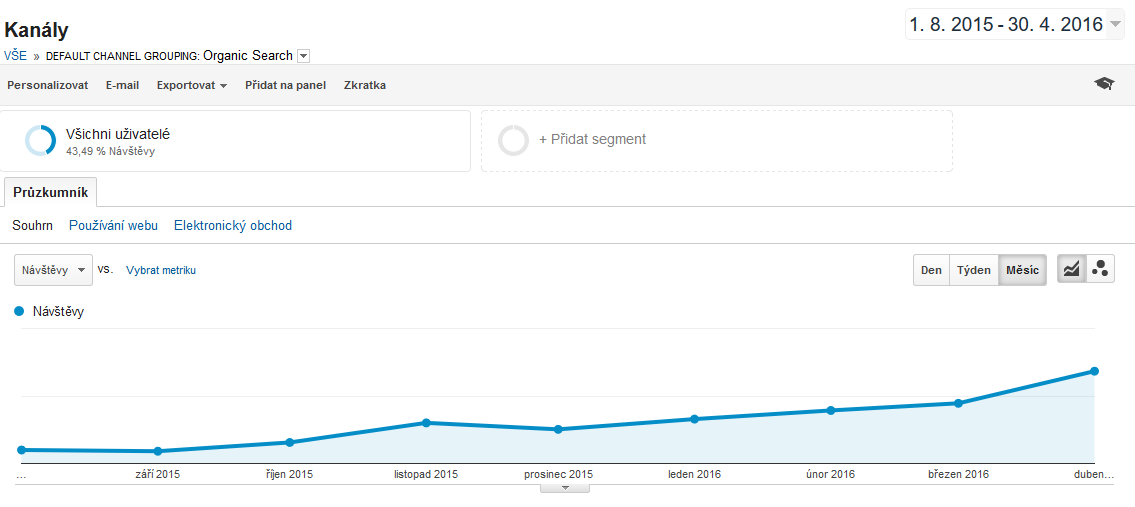 Kanály
1. 8. 2015 - 30. 4. 2016
VŠE » DEFAULT CHANNEL GROUPING: Organic Search
Personalizovat E-mail Exportovat Přidat na panel Zkratka
Všichni uživatelé
43,49 % Návštěvy
+ Přidat segment
Průzkumník
Souhrn Používání webu Elektronický obchod
Návštěvy vs. Vybrat metriku Den Týden Měsíc
Návštěvy
... září 2015 říjen 2015 listopad 2015 prosinec 2015 leden 2016 únor 2016 březen 2016 duben...